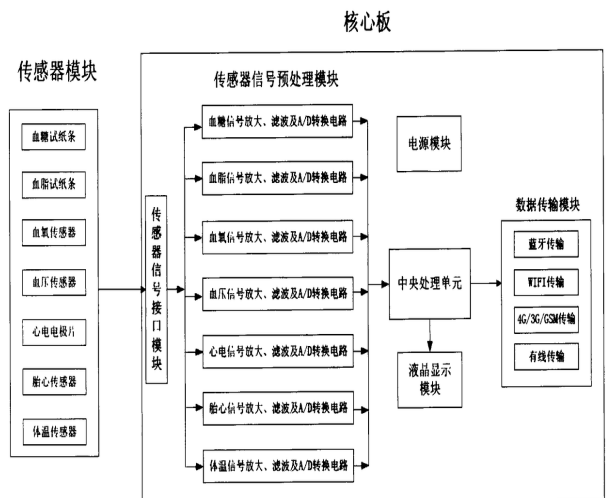 核心板
传感器模块
传感器信号预处理模块
血糖试纸条
血脂试纸条
血氧传感器
血压传感器
心电电极片
胎心传感器
体温传感器
传感器信号接口模块
血糖信号放大、滤波及A/D转换电路
血脂信号放大、滤波及A/D转换电路
血氧信号放大、滤波及A/D转换电路
血压信号放大、滤波及A/D转换电路
心电信号放大、滤波及A/D转换电路
胎心信号放大、滤波及A/D转换电路
体温信号放大、滤波及A/D转换电路
电源模块
中央处理单元
液晶显示
模块
数据传输模块
蓝牙传输
WIFI传输
4G/3G/GSM传输
有线传输